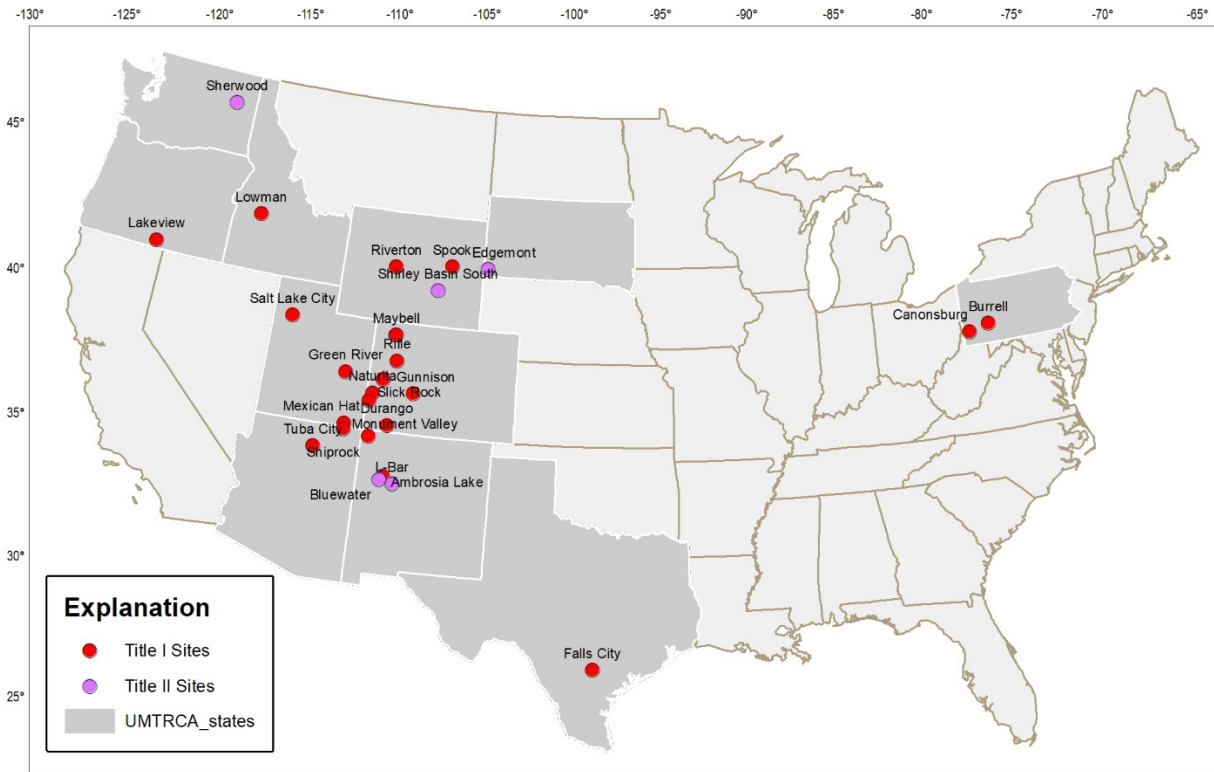 -130° -125° -120° -115° -110° -105° -100° -95° -90° -85° -80° -75° -70° -65°
Sherwood
45°
Lowman
Lakeview
Riverton Spook Edgemont
40°
Shirley Basin South
Salt Lake City
Canonsburg Burrell
Maybell
Rifle
Green River
Naturita Gunnison
Slick Rock
35°
Mexican Hat Durango
Tuba City Monument Valley
Shiprock
L-Bar
Ambrosia Lake
Bluewater
30°
Explanation
Title I Sites
Title II Sites
UMTRCA_states
Falls City
25°